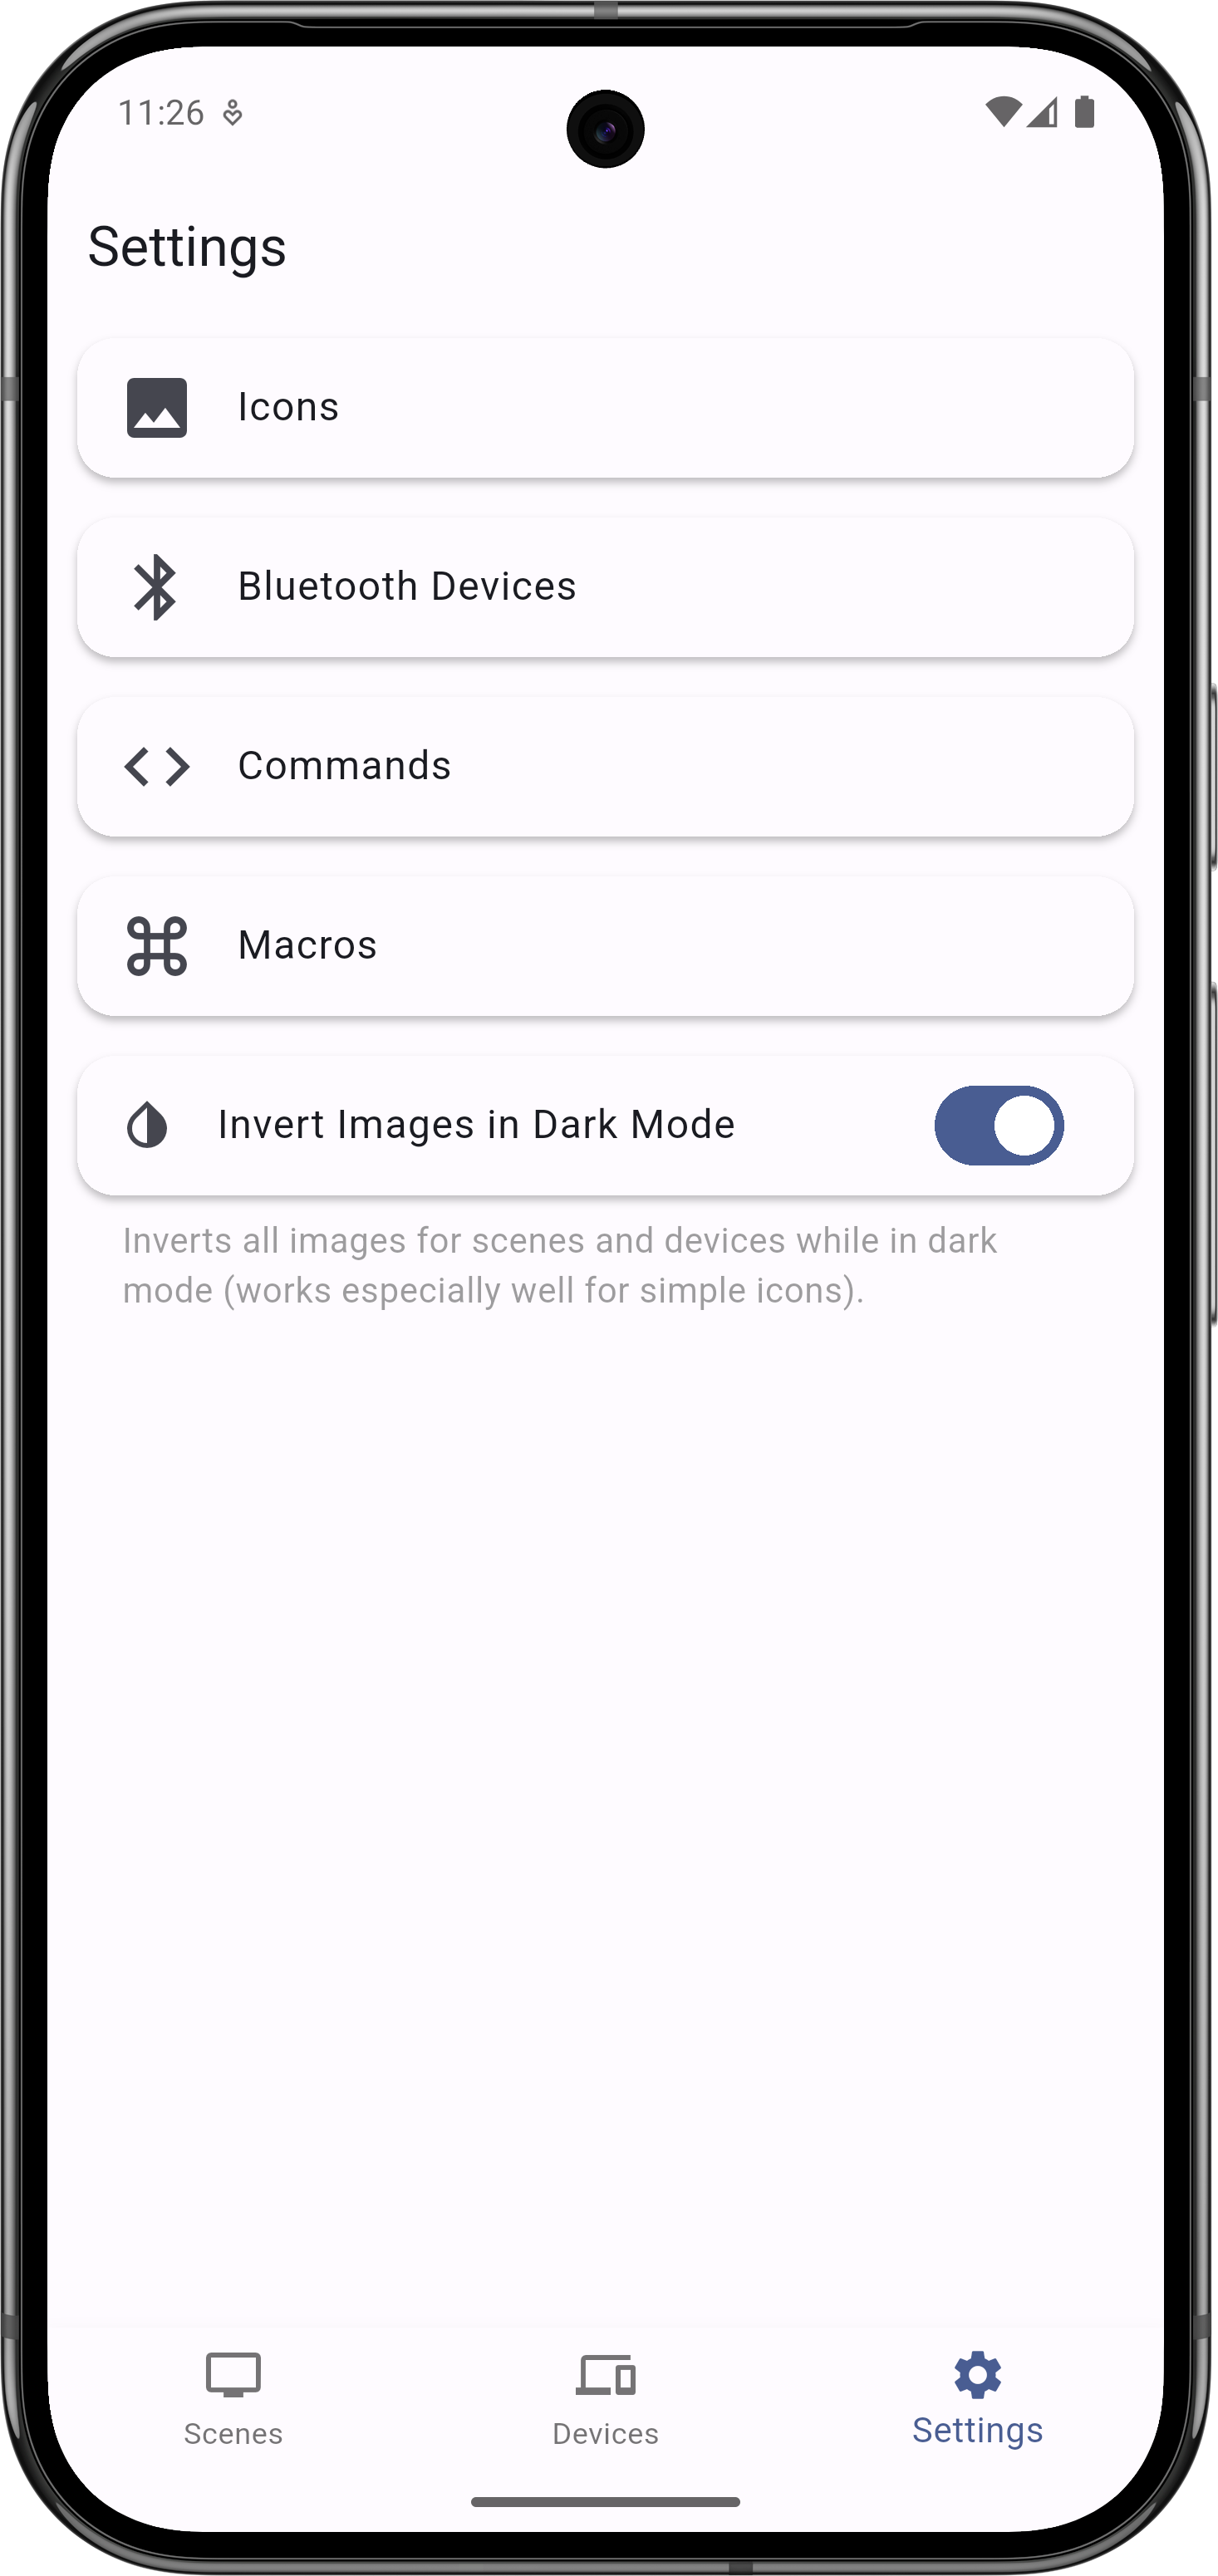 11:26
Settings
Icons
Bluetooth Devices
Commands
Macros
Invert Images in Dark Mode
Inverts all images for scenes and devices while in dark
mode (works especially well for simple icons).
Scenes
Devices
Settings